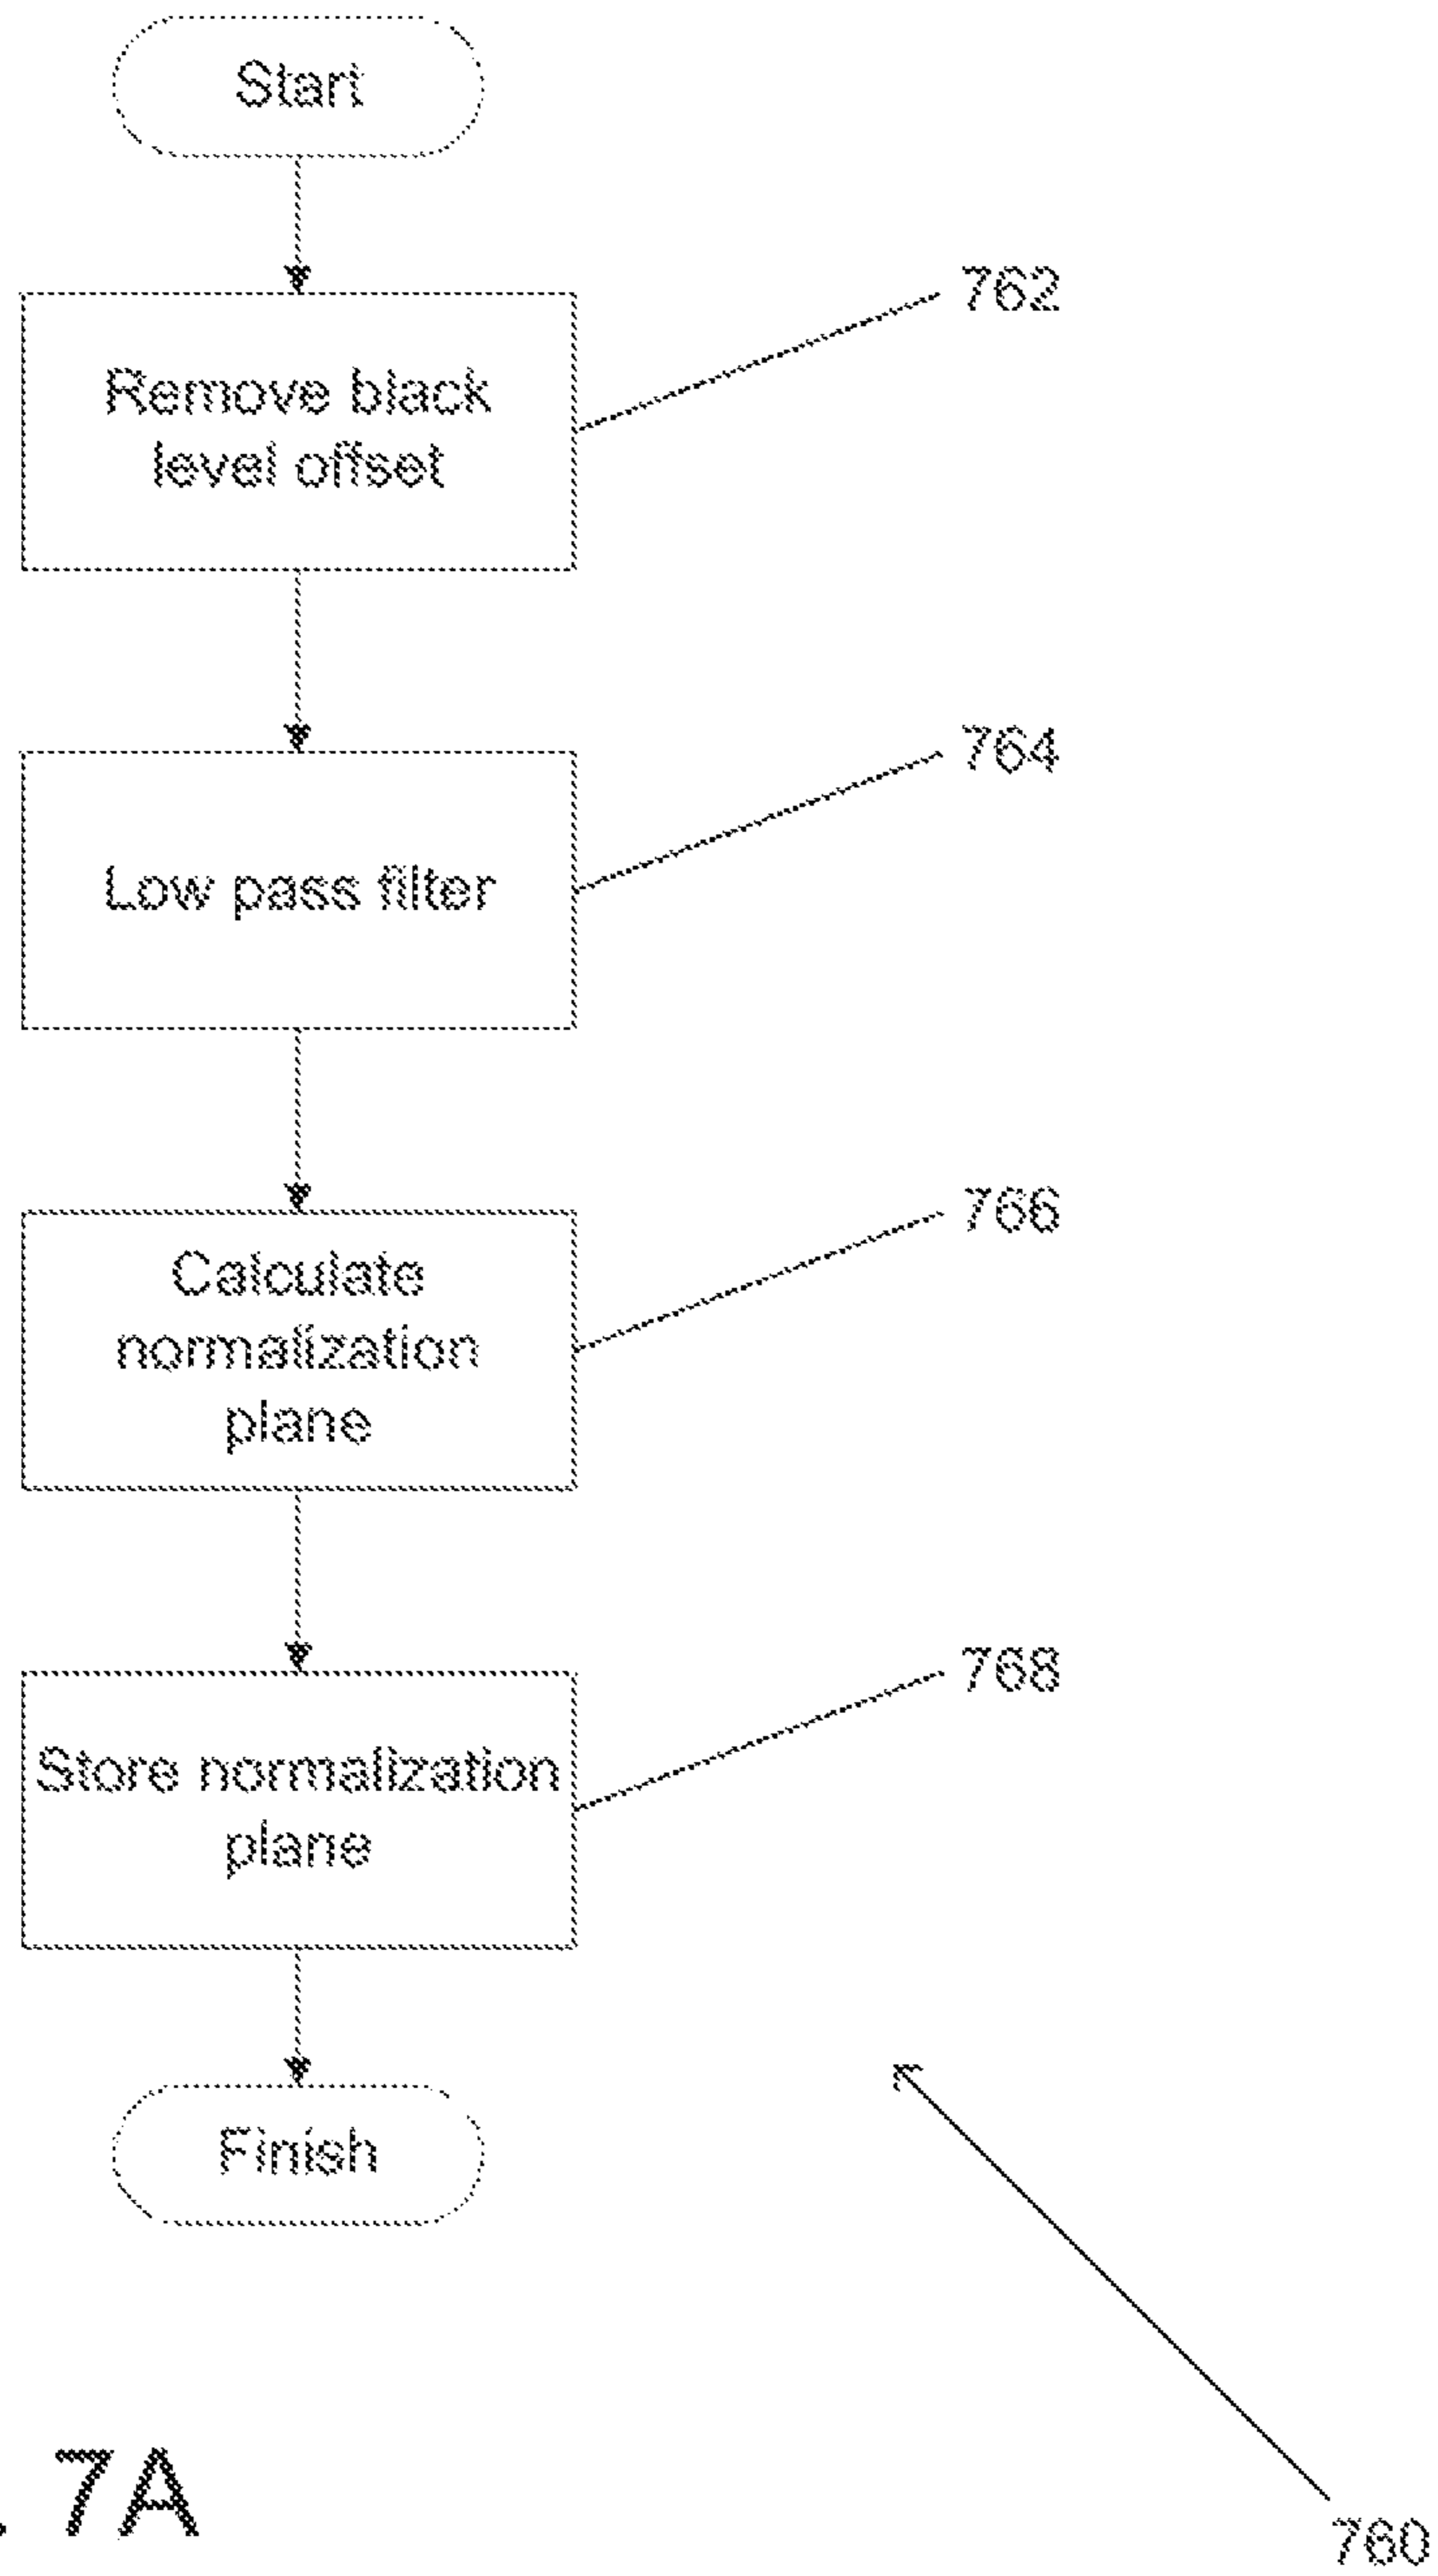 Start
762
Remove black
level offset
764
Low pass filter
766
Calculate
normalization
plane
768
Store normalization
plane
Finish
. 7A
760